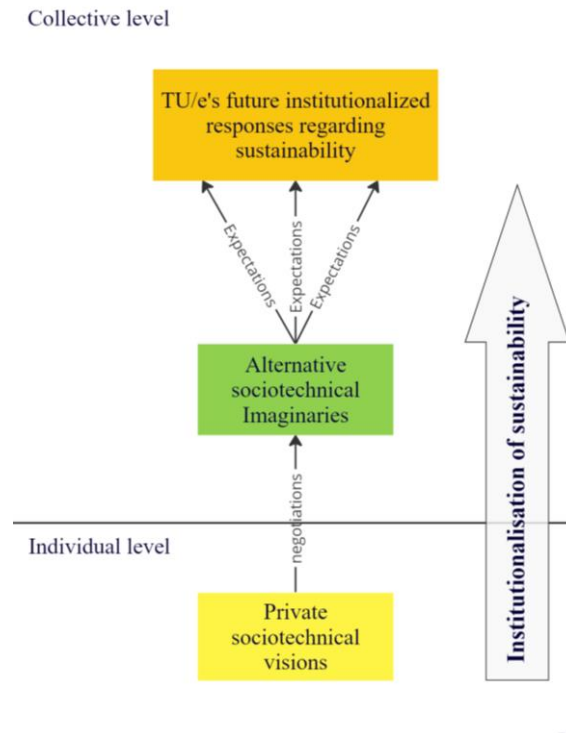 Collective level
TU/e's future institutionalized
responses regarding
sustainability
Expectations
Expectations
Expectations
Alternative
sociotechnical
Imaginaries
negotiations
Individual level
Private
sociotechnical
visions
Institutionalisation of sustainability